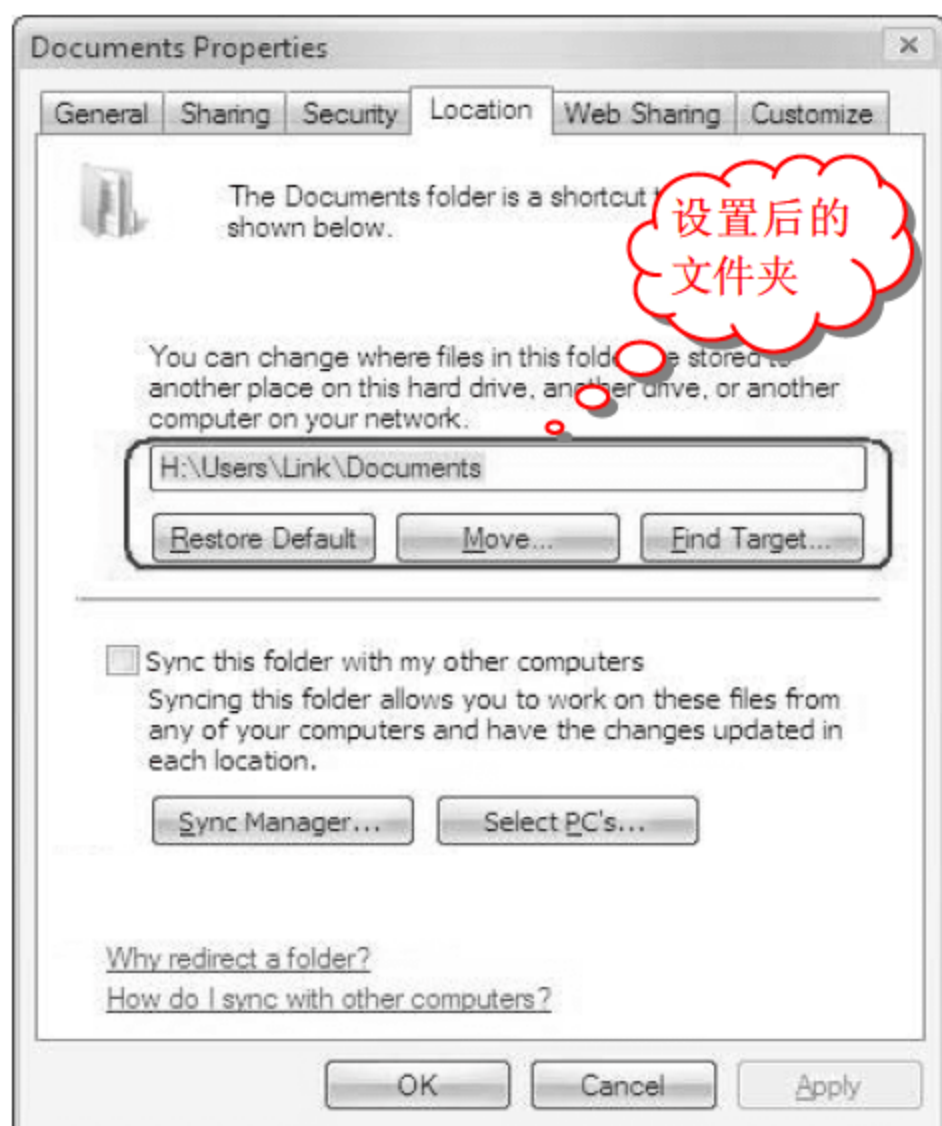 Documents Properties
General Sharing Security Location Web Sharing Customize
The Documents folder is a shortcut
shown below.
设置后的
文件夹
You can change where files in this stored to
another place on this hard drive, another drive, or another
computer on your network.
H:\Users\Link\Documents
Restore Default Move... Find Target...
Sync this folder with my other computers
Syncing this folder allows you to work on these files from
any of your computers and have the changes updated in
each location.
Sync Manager... Select PC's...
Why redirect a folder?
How do I sync with other computers?
OK Cancel Apply